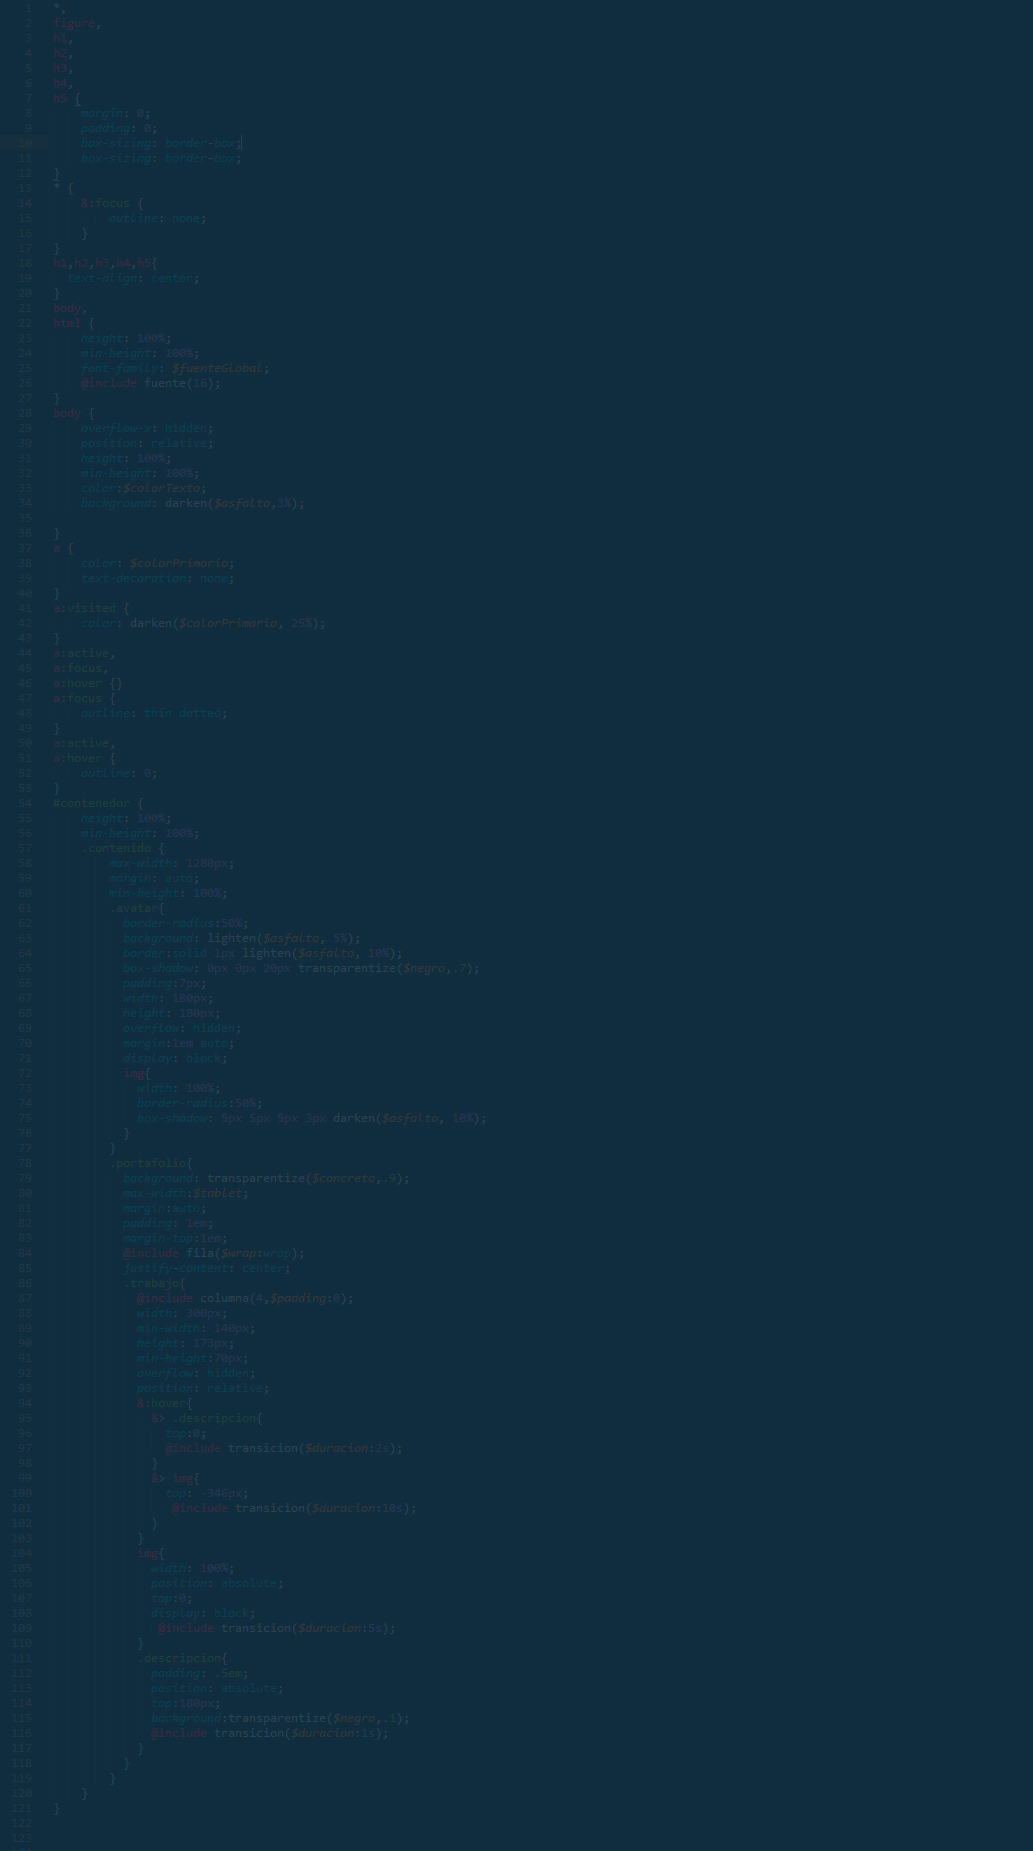 1 *,
2 figure,
3 h1,
4 h2,
5 h3,
6 h4,
7 h5 {
8 margin: 0;
9 padding: 0;
10 box-sizing: border-box;
11 box-sizing: border-box;
12 }
13 * {
14 &:focus {
15 outline: none;
16 }
17 }
18 h1,h2,h3,h4,h5{
19 text-align: center;
20 }
21 body,
22 html {
23 height: 100%;
24 min-height: 100%;
25 font-family: $fuenteGlobal;
26 @include fuente(16);
27 }
28 body {
29 overflow-x: hidden;
30 position: relative;
31 height: 100%;
32 min-height: 100%;
33 color:$colorTexto;
34 background: darken($asfalto,3%);
35
36 }
37 a {
38 color: $colorPrimario;
39 text-decoration: none;
40 }
41 a:visited {
42 color: darken($colorPrimario, 25%);
43 }
44 a:active,
45 a:focus,
46 a:hover {}
47 a:focus {
48 outline: thin dotted;
49 }
50 a:active,
51 a:hover {
52 outline: 0;
53 }
54 #contenedor {
55 height: 100%;
56 min-height: 100%;
57 .contenido {
58 max-width: 1280px;
59 margin: auto;
60 min-height: 100%;
61 .avatar{
62 border-radius:50%;
63 background: lighten($asfalto, 5%);
64 border:solid 1px lighten($asfalto, 10%);
65 box-shadow: 0px 0px 20px transparentize($negro,.7);
66 padding:7px;
67 width: 180px;
68 height: 180px;
69 overflow: hidden;
70 margin:1em auto;
71 display: block;
72 img{
73 width: 100%;
74 border-radius:50%;
75 box-shadow: 5px 5px 5px 3px darken($asfalto, 10%);
76 }
77 }
78 .portafolio{
79 background: transparentize($concreto,.9);
80 max-width:$tablet;
81 margin:auto;
82 padding: 1em;
83 margin-top:1em;
84 @include fila($wrap:wrap);
85 justify-content: center;
86 .trabajo{
87 @include columna(4,$padding:0);
88 width: 300px;
89 min-width: 140px;
90 height: 173px;
91 min-height:70px;
92 overflow: hidden;
93 position: relative;
94 &:hover{
95 &> .descripcion{
96 top:0;
97 @include transicion($duracion:2s);
98 }
99 &> img{
100 top: -346px;
101 @include transicion($duracion:10s);
102 }
103 }
104 img{
105 width: 100%;
106 position: absolute;
107 top:0;
108 display: block;
109 @include transicion($duracion:5s);
110 }
111 .descripcion{
112 padding: .5em;
113 position: absolute;
114 top:180px;
115 background:transparentize($negro,.1);
116 @include transicion($duracion:1s);
117 }
118 }
119 }
120 }
121 }
122
123